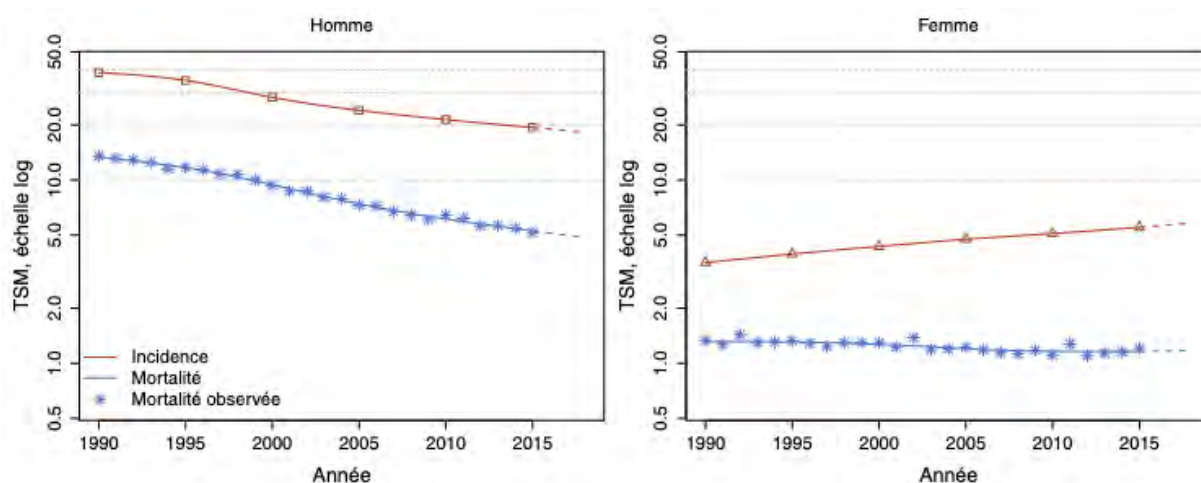 Homme
TSM, échelle log
50.0
20.0
10.0
5.0
2.0
1.0
0.5
Incidence
Mortalité
Mortalité observée
1990 1995 2000 2005 2010 2015
Année
Femme
TSM, échelle log
50.0
20.0
10.0
5.0
2.0
1.0
0.5
1990 1995 2000 2005 2010 2015
Année